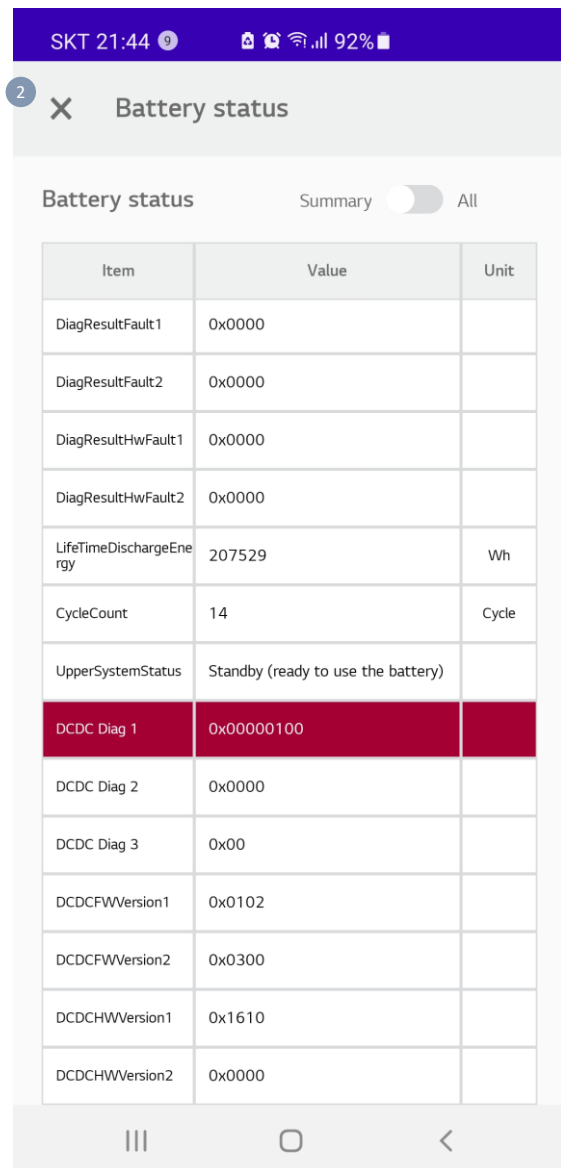 SKT 21:44 9 92%
2
Battery status
Battery status Summary All
Item Value Unit
DiagResultFault1 0x0000
DiagResultFault2 0x0000
DiagResultHwFault1 0x0000
DiagResultHwFault2 0x0000
LifeTimeDischargeEne
rgy 207529 Wh
CycleCount 14 Cycle
UpperSystemStatus Standby (ready to use the battery)
DCDC Diag 1 0x00000100
DCDC Diag 2 0x0000
DCDC Diag 3 0x00
DCDCFWVersion1 0x0102
DCDCFWVersion2 0x0300
DCDCHWVersion1 0x1610
DCDCHWVersion2 0x0000